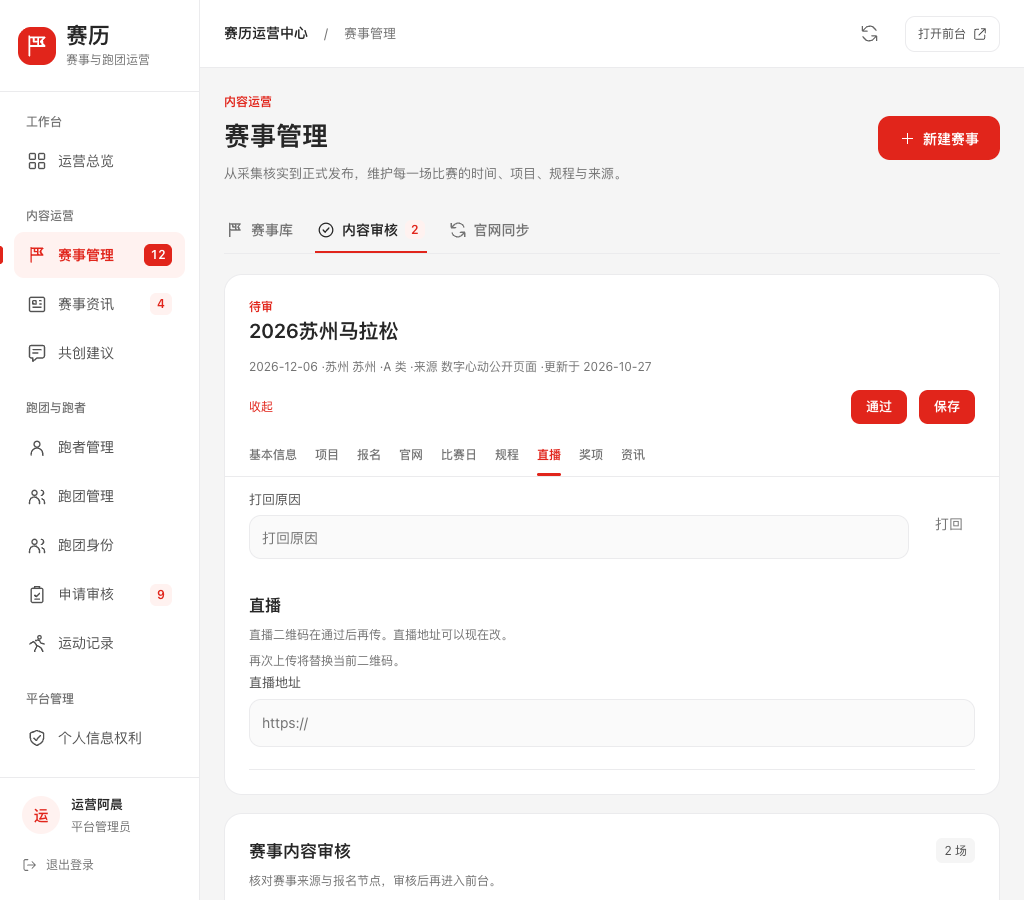 赛历
赛事与跑团运营
工作台
运营总览
内容运营
赛事管理 12
赛事资讯 4
共创建议
跑团与跑者
跑者管理
跑团管理
跑团身份
申请审核 9
运动记录
平台管理
个人信息权利
运 运营阿晨
平台管理员
退出登录
赛历运营中心 / 赛事管理
打开前台
内容运营
赛事管理
从采集核实到正式发布，维护每一场比赛的时间、项目、规程与来源。
新建赛事
赛事库 内容审核 2 官网同步
待审
2026苏州马拉松
2026-12-06 ·苏州 苏州 ·A 类 ·来源 数字心动公开页面 ·更新于 2026-10-27
收起 通过 保存
基本信息 项目 报名 官网 比赛日 规程 直播 奖项 资讯
打回原因
打回原因 打回
直播
直播二维码在通过后再传。直播地址可以现在改。
再次上传将替换当前二维码。
直播地址
https://
赛事内容审核 2 场
核对赛事来源与报名节点，审核后再进入前台。